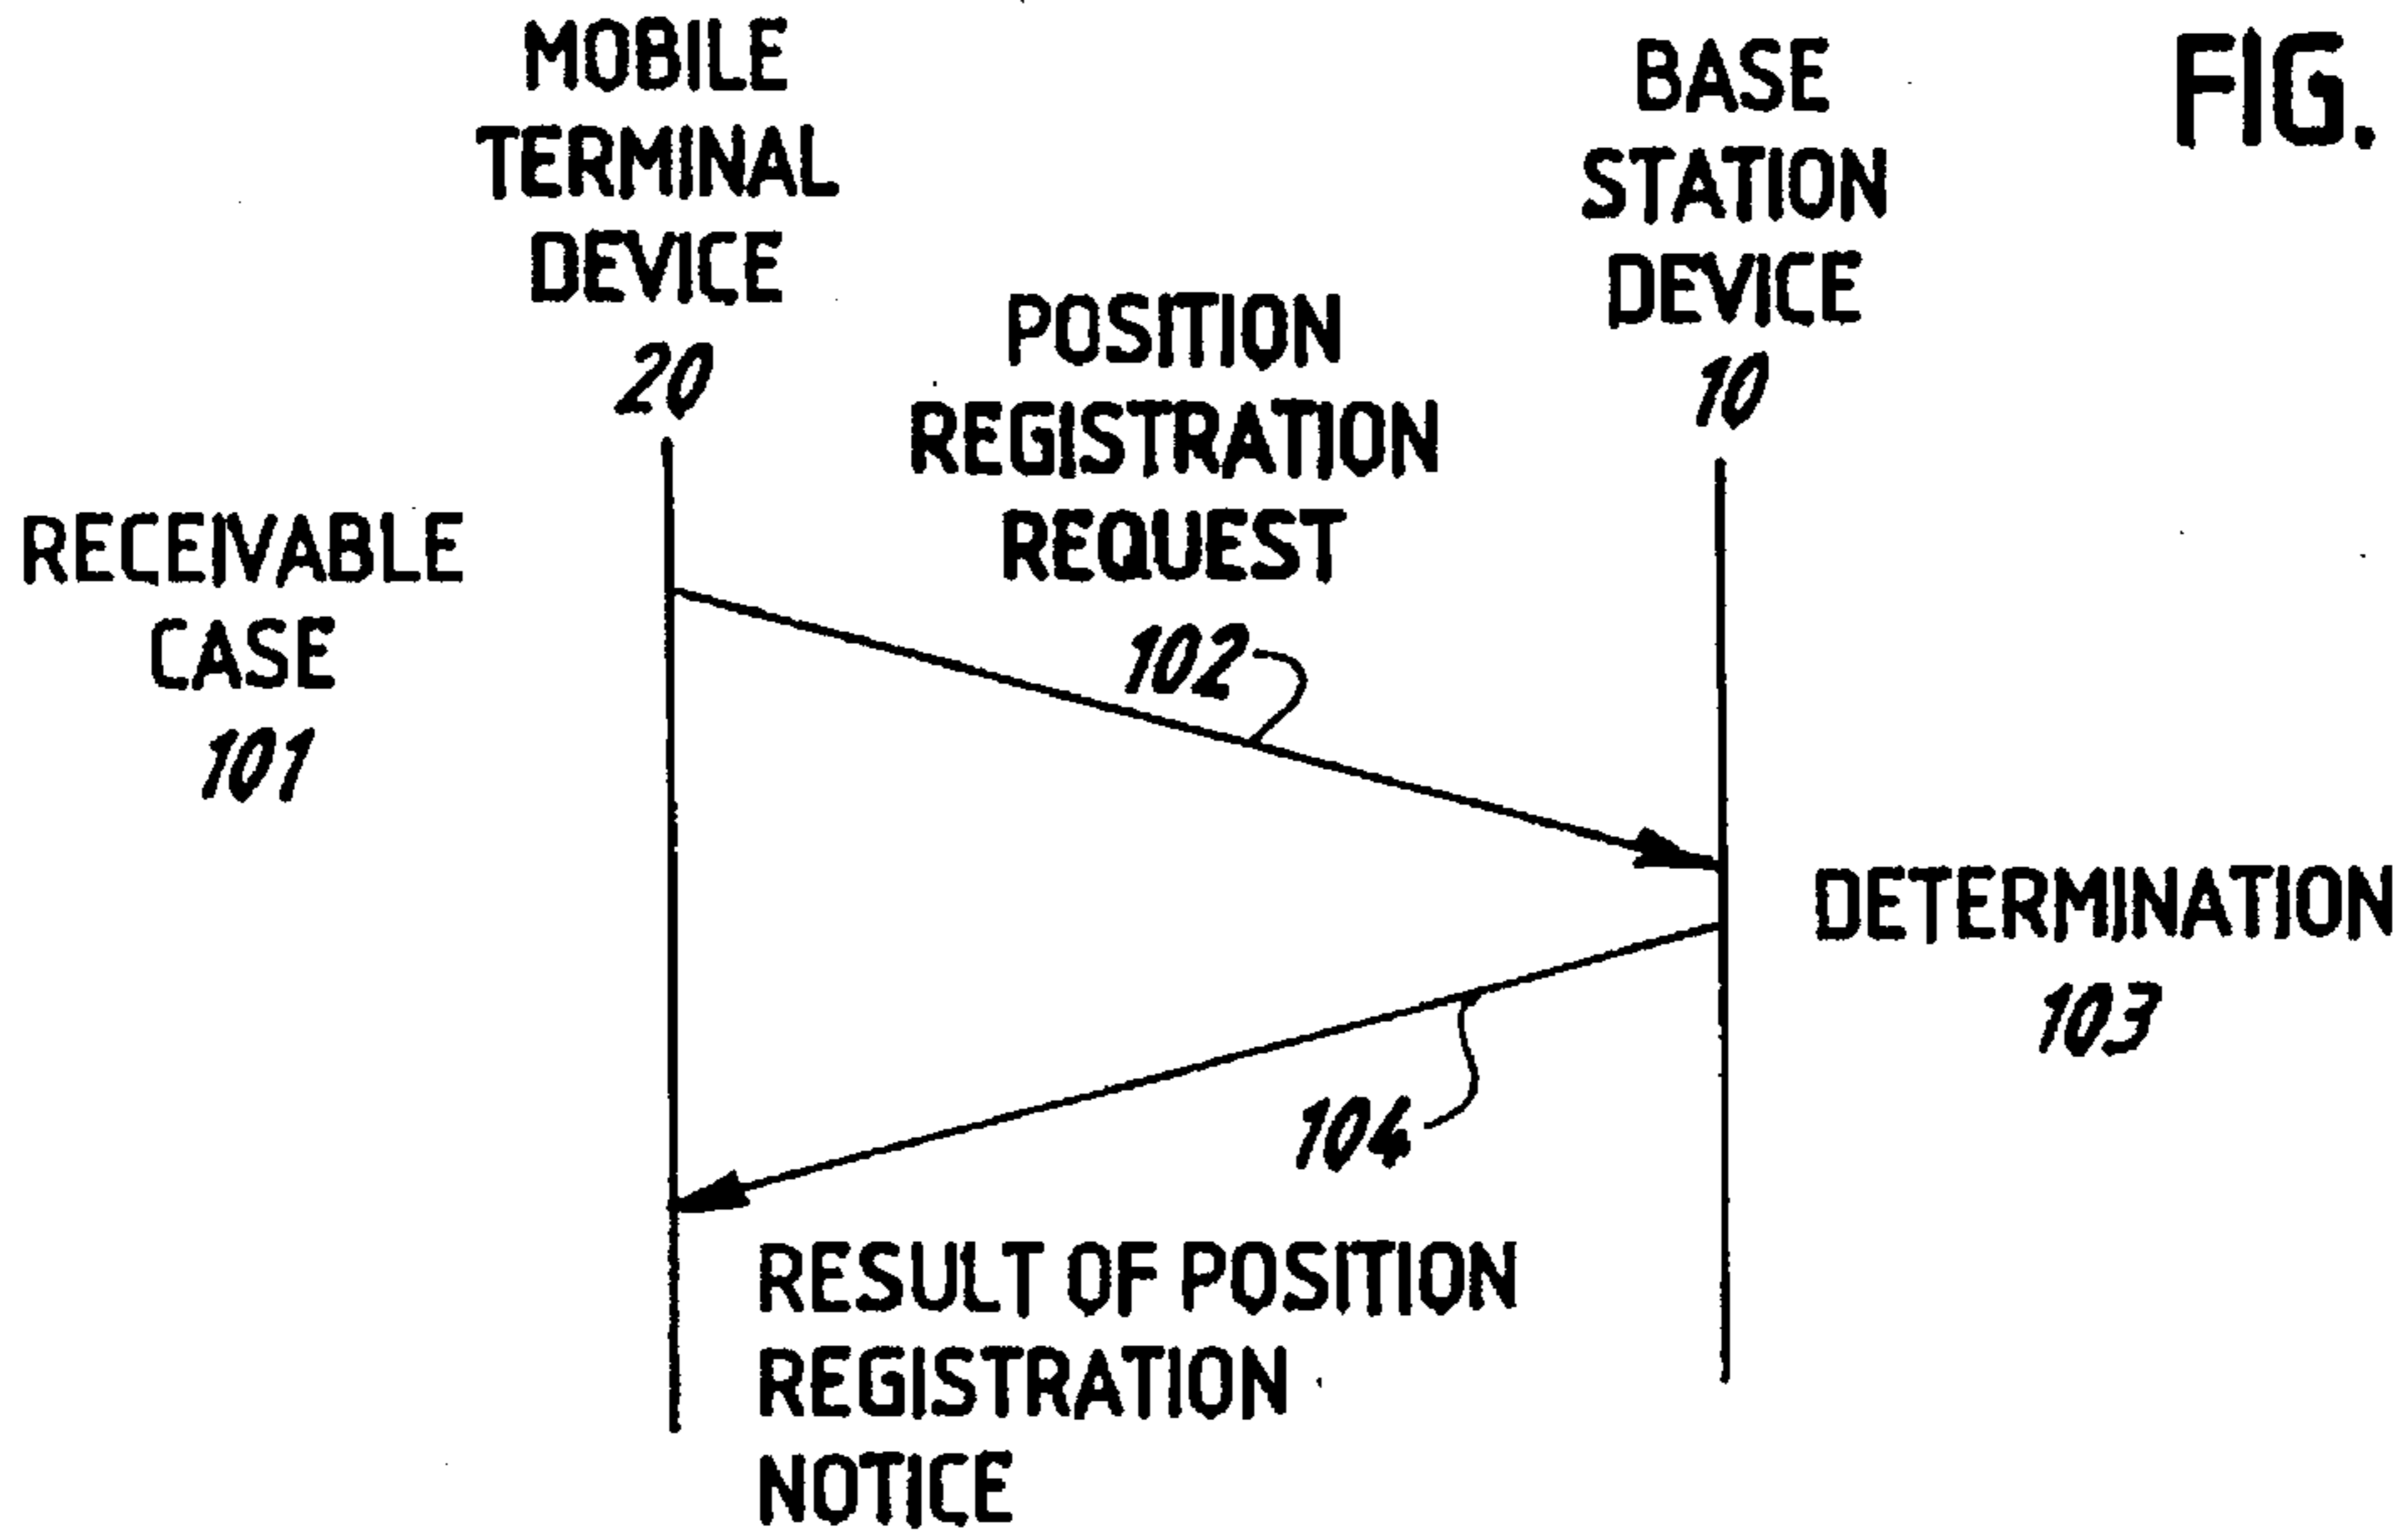 MOBILE
TERMINAL
DEVICE
20
BASE
STATION
DEVICE
10
FIG.
POSITION
REGISTRATION
REQUEST
102
RECEIVABLE
CASE
101
DETERMINATION
103
104
RESULT OF POSITION
REGISTRATION
NOTICE